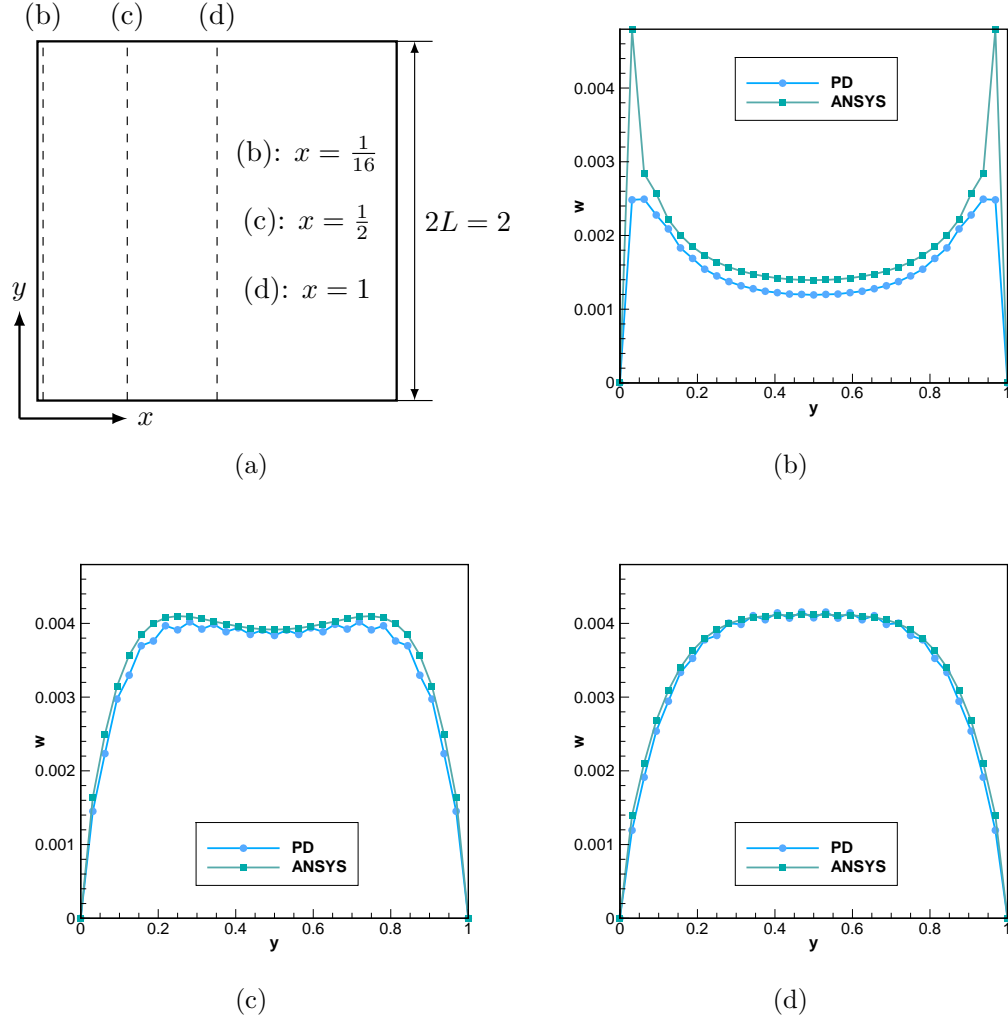 (b) (c) (d)
(b): x = 1/16
(c): x = 1/2
2L = 2
(d): x = 1
y
x
(a)
0.004
0.003
0.002
0.001
0
w
PD
ANSYS
0 0.2 0.4 0.6 0.8 1
y
(b)
0.004
0.003
0.002
0.001
0
w
PD
ANSYS
0 0.2 0.4 0.6 0.8 1
y
(c)
0.004
0.003
0.002
0.001
0
w
PD
ANSYS
0 0.2 0.4 0.6 0.8 1
y
(d)